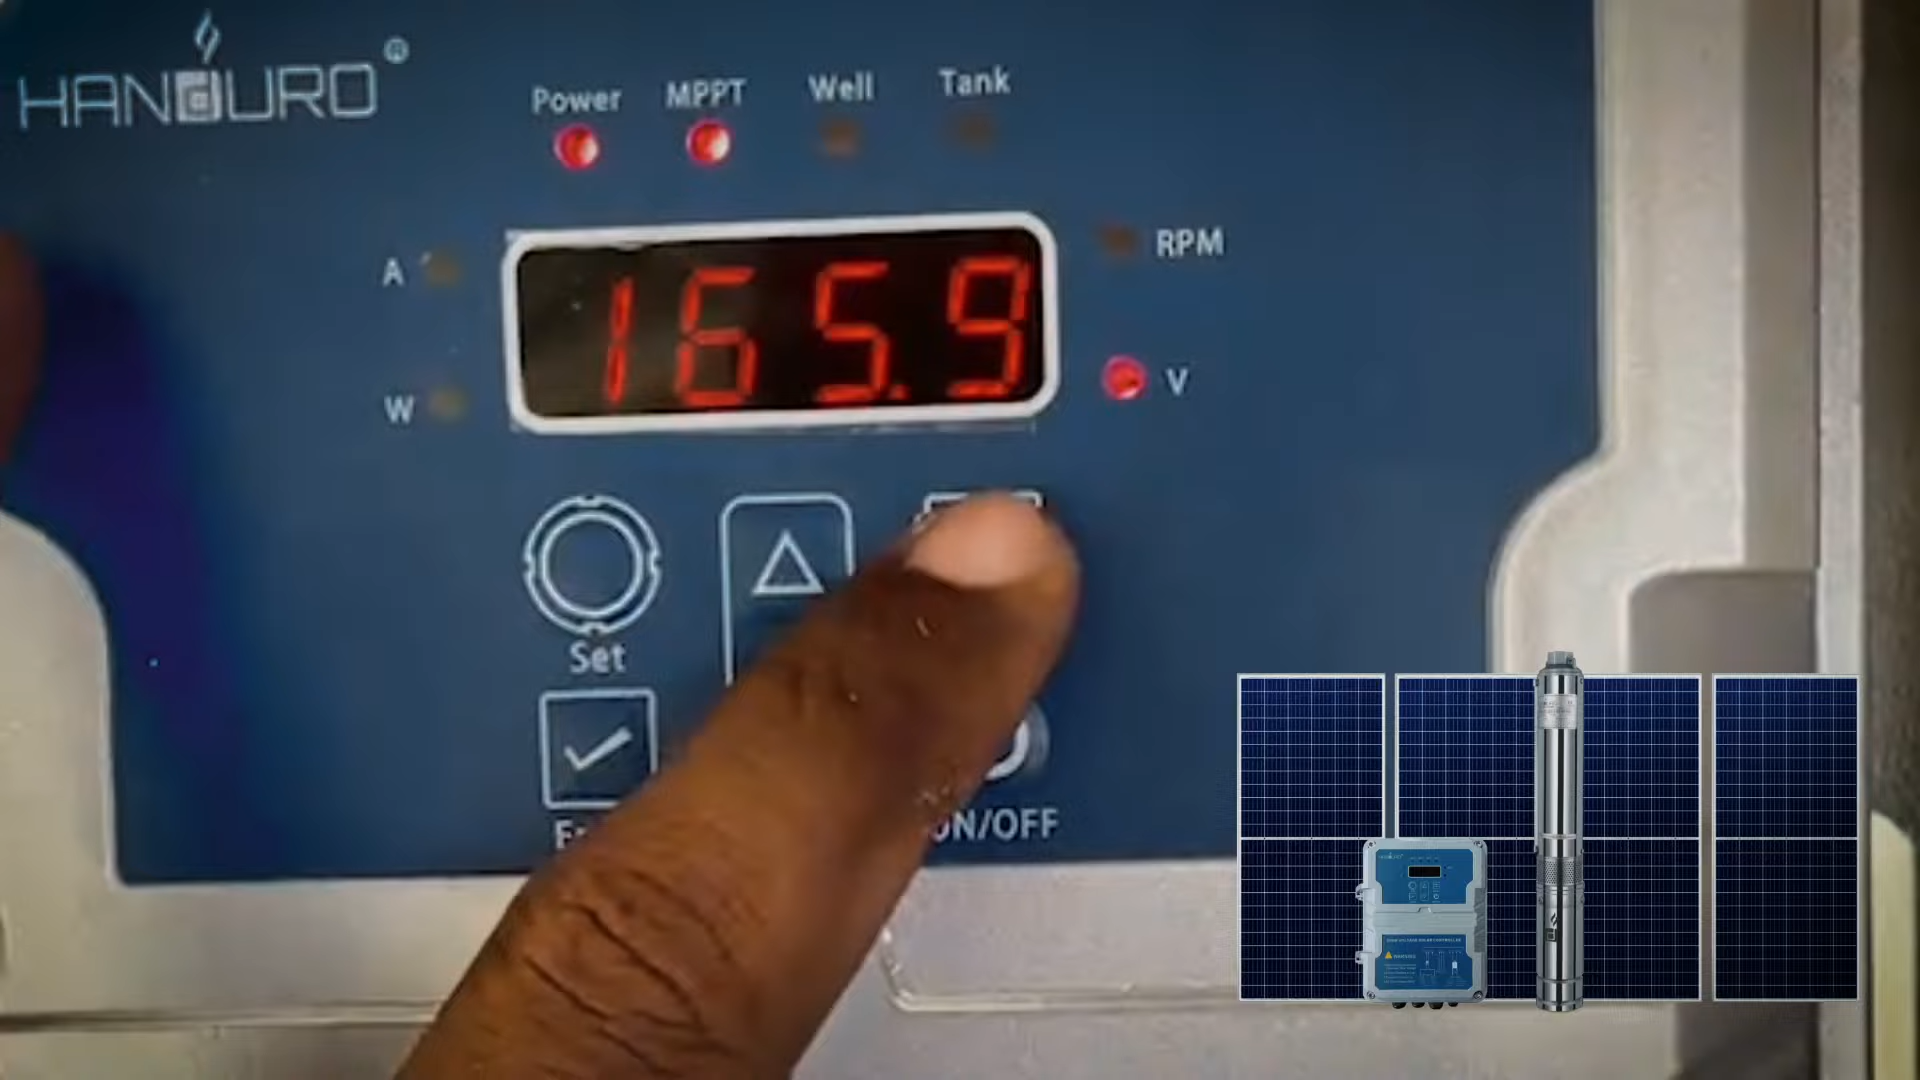 HANDURO®
Power MPPT Well Tank
A
RPM
165.9
W
V
Set
ON/OFF